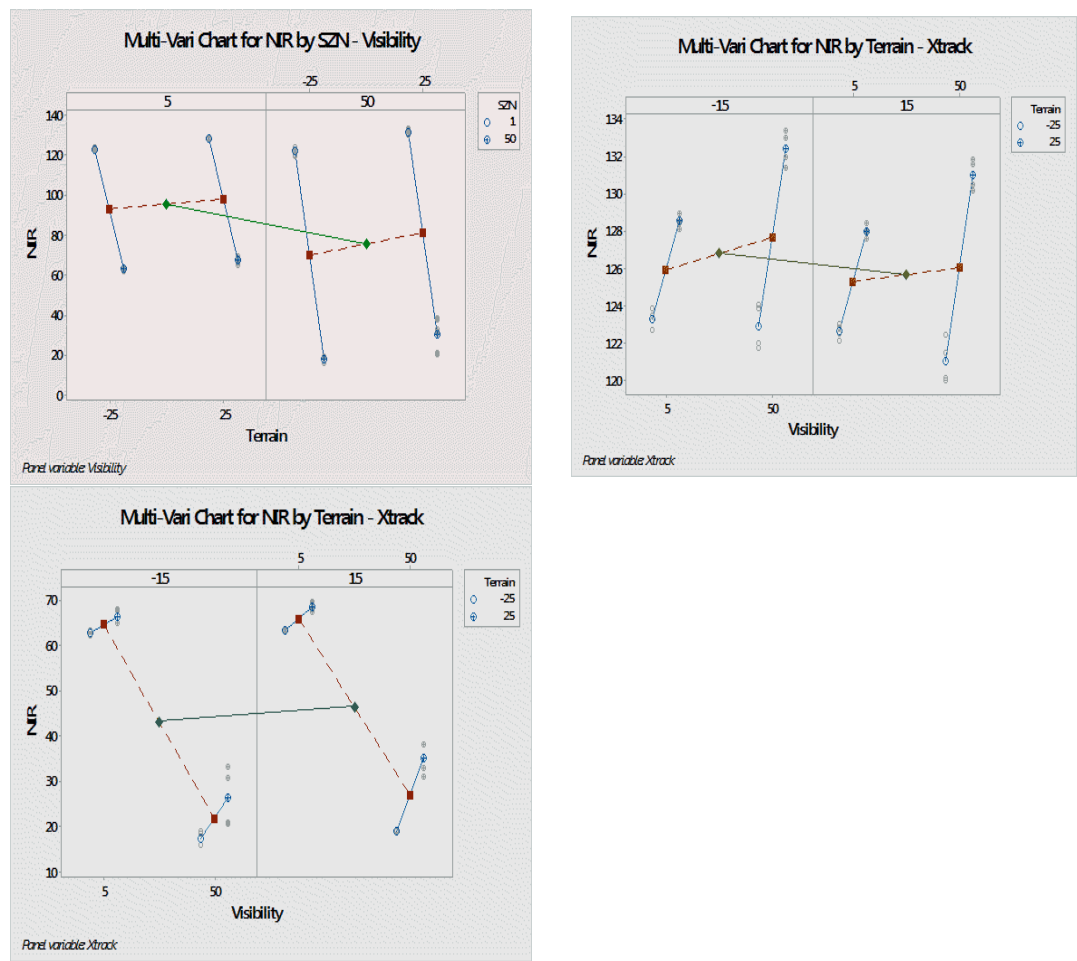 Multi-Vari Chart for NIR by SZN - Visibility
-25 25
5 50
SZN
1
50
NIR
140
120
100
80
60
40
20
0
-25 25
Terrain
Panel variable: Visibility
Multi-Vari Chart for NIR by Terrain - Xtrack
5 50
-15 15
Terrain
-25
25
NIR
134
132
130
128
126
124
122
120
5 50
Visibility
Panel variable: Xtrack
Multi-Vari Chart for NIR by Terrain - Xtrack
5 50
-15 15
Terrain
-25
25
NIR
70
60
50
40
30
20
10
5 50
Visibility
Panel variable: Xtrack